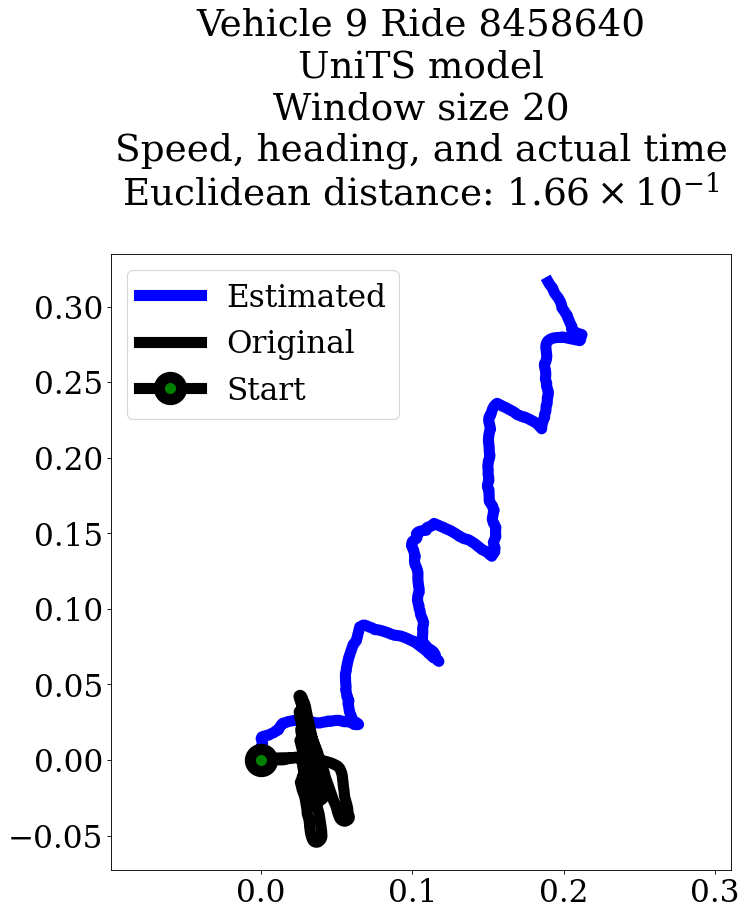 Vehicle 9 Ride 8458640
UniTS model
Window size 20
Speed, heading, and actual time
Euclidean distance: 1.66 × 10⁻¹
Estimated
Original
Start
0.30
0.25
0.20
0.15
0.10
0.05
0.00
−0.05
0.0 0.1 0.2 0.3